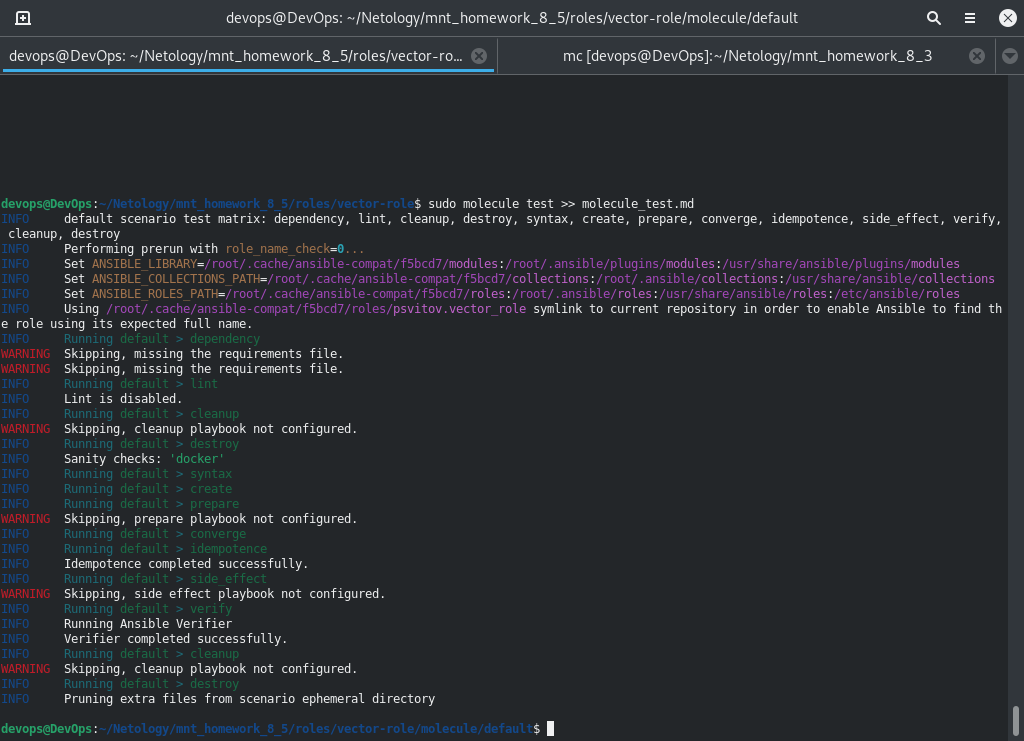 devops@DevOps: ~/Netology/mnt_homework_8_5/roles/vector-role/molecule/default
devops@DevOps: ~/Netology/mnt_homework_8_5/roles/vector-ro...
mc [devops@DevOps]:~/Netology/mnt_homework_8_3
devops@DevOps:~/Netology/mnt_homework_8_5/roles/vector-role$ sudo molecule test >> molecule_test.md
INFO     default scenario test matrix: dependency, lint, cleanup, destroy, syntax, create, prepare, converge, idempotence, side_effect, verify,
 cleanup, destroy
INFO     Performing prerun with role_name_check=0...
INFO     Set ANSIBLE_LIBRARY=/root/.cache/ansible-compat/f5bcd7/modules:/root/.ansible/plugins/modules:/usr/share/ansible/plugins/modules
INFO     Set ANSIBLE_COLLECTIONS_PATH=/root/.cache/ansible-compat/f5bcd7/collections:/root/.ansible/collections:/usr/share/ansible/collections
INFO     Set ANSIBLE_ROLES_PATH=/root/.cache/ansible-compat/f5bcd7/roles:/root/.ansible/roles:/usr/share/ansible/roles:/etc/ansible/roles
INFO     Using /root/.cache/ansible-compat/f5bcd7/roles/psvitov.vector_role symlink to current repository in order to enable Ansible to find th
e role using its expected full name.
INFO     Running default > dependency
WARNING  Skipping, missing the requirements file.
WARNING  Skipping, missing the requirements file.
INFO     Running default > lint
INFO     Lint is disabled.
INFO     Running default > cleanup
WARNING  Skipping, cleanup playbook not configured.
INFO     Running default > destroy
INFO     Sanity checks: 'docker'
INFO     Running default > syntax
INFO     Running default > create
INFO     Running default > prepare
WARNING  Skipping, prepare playbook not configured.
INFO     Running default > converge
INFO     Running default > idempotence
INFO     Idempotence completed successfully.
INFO     Running default > side_effect
WARNING  Skipping, side effect playbook not configured.
INFO     Running default > verify
INFO     Running Ansible Verifier
INFO     Verifier completed successfully.
INFO     Running default > cleanup
WARNING  Skipping, cleanup playbook not configured.
INFO     Running default > destroy
INFO     Pruning extra files from scenario ephemeral directory
devops@DevOps:~/Netology/mnt_homework_8_5/roles/vector-role/molecule/default$